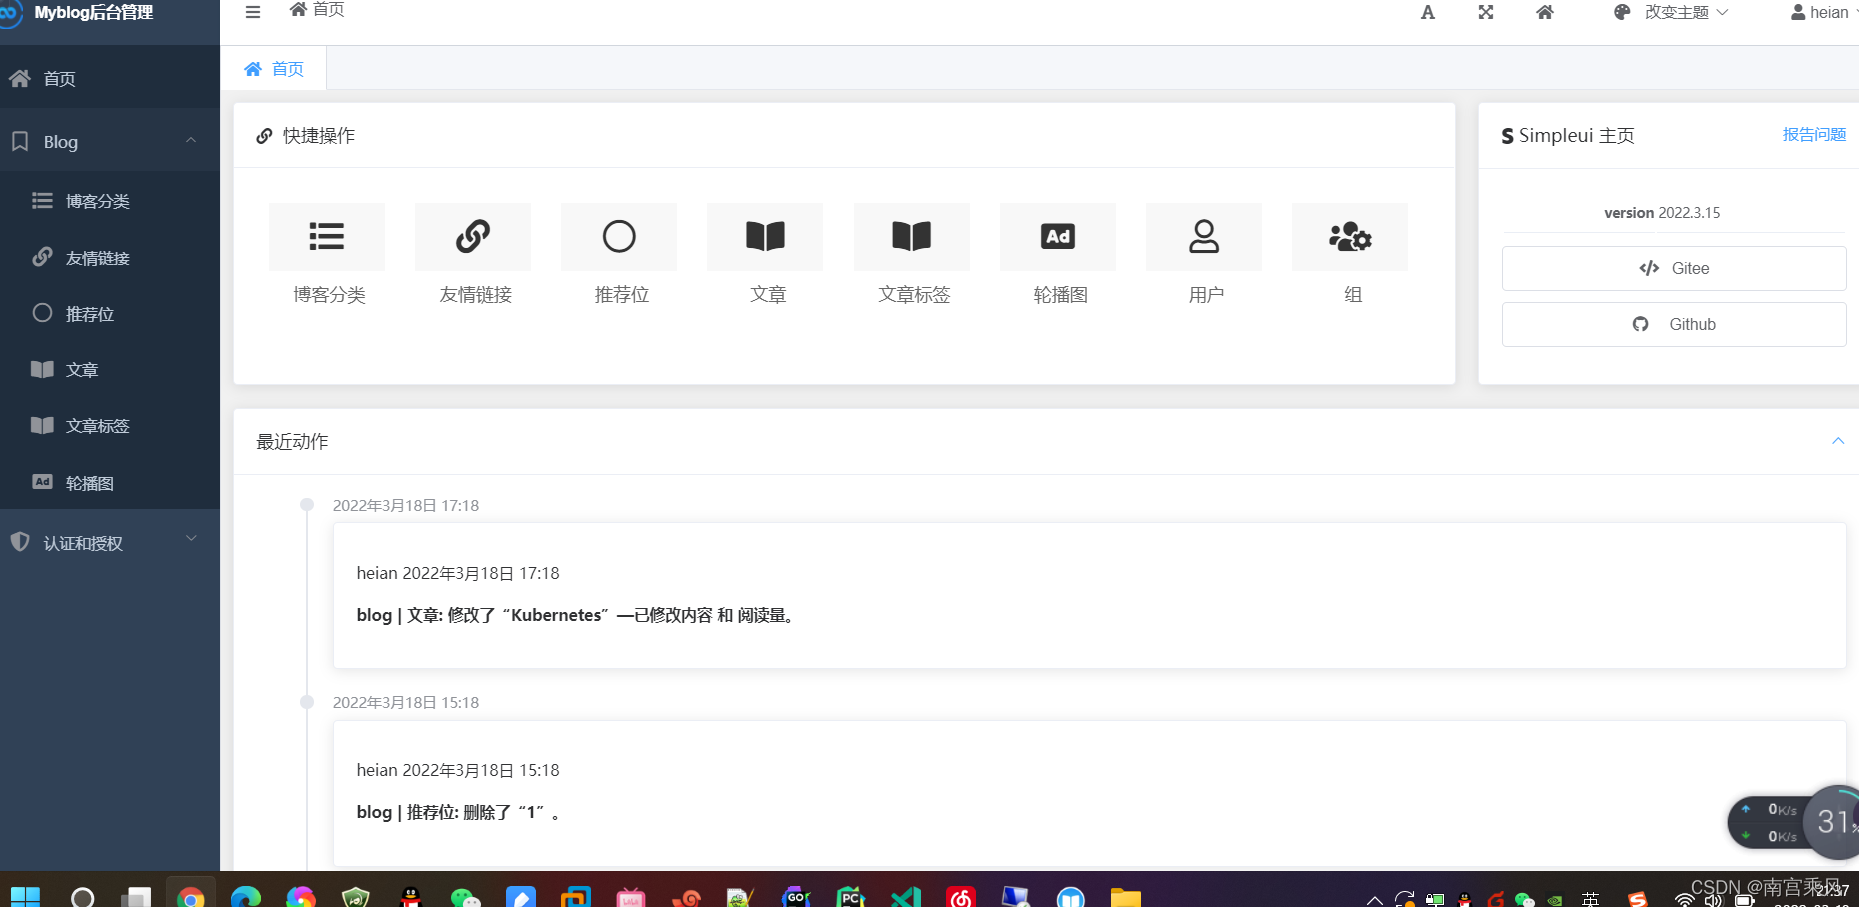 Myblog后台管理
首页
A
改变主题
heian
首页
首页
Blog
博客分类
友情链接
推荐位
文章
文章标签
Ad 轮播图
认证和授权
快捷操作
Ad
博客分类 友情链接 推荐位 文章 文章标签 轮播图 用户 组
S Simpleui 主页 报告问题
version 2022.3.15
Gitee
Github
最近动作
2022年3月18日 17:18
heian 2022年3月18日 17:18
blog | 文章: 修改了“Kubernetes”—已修改内容 和 阅读量。
2022年3月18日 15:18
heian 2022年3月18日 15:18
blog | 推荐位: 删除了“1”。
0K/s
0K/s
31%
GO
PC
英
CSDN @南宫乘风
21:37